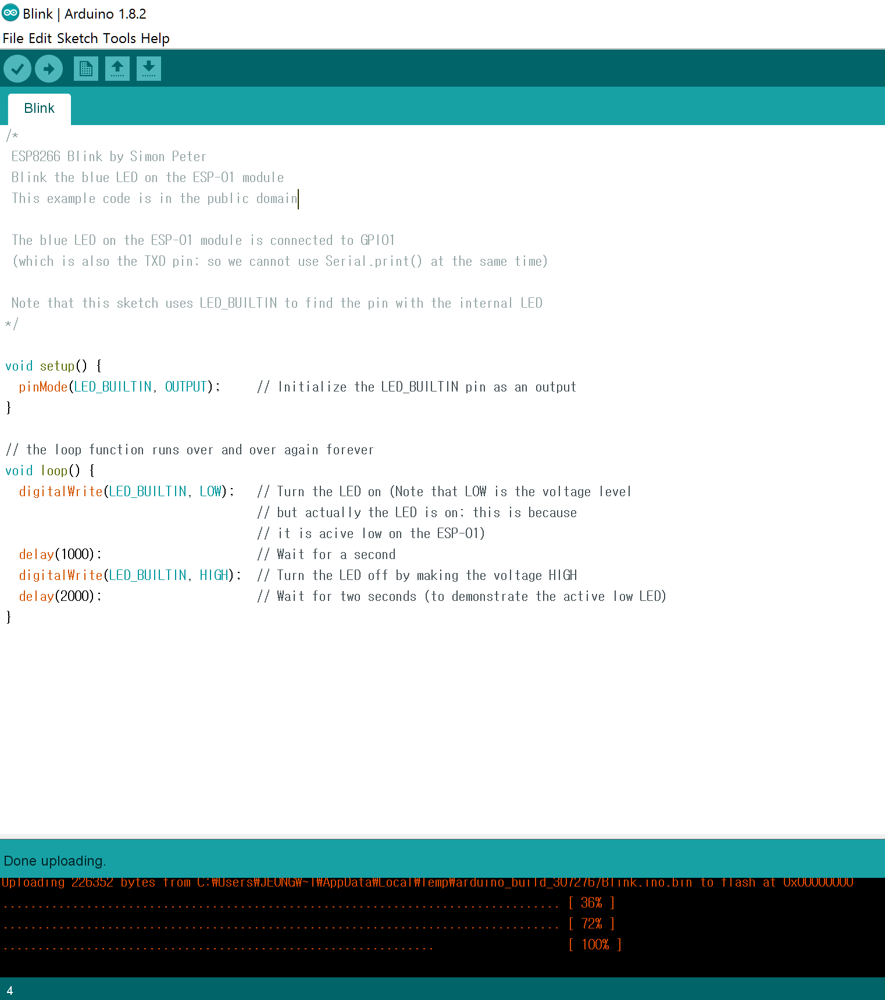 Blink | Arduino 1.8.2
File Edit Sketch Tools Help
Blink
/*
 ESP8266 Blink by Simon Peter
 Blink the blue LED on the ESP-01 module
 This example code is in the public domain

 The blue LED on the ESP-01 module is connected to GPIO1
 (which is also the TXD pin; so we cannot use Serial.print() at the same time)

 Note that this sketch uses LED_BUILTIN to find the pin with the internal LED
*/

void setup() {
  pinMode(LED_BUILTIN, OUTPUT);     // Initialize the LED_BUILTIN pin as an output
}

// the loop function runs over and over again forever
void loop() {
  digitalWrite(LED_BUILTIN, LOW);   // Turn the LED on (Note that LOW is the voltage level
                                    // but actually the LED is on; this is because
                                    // it is acive low on the ESP-01)
  delay(1000);                      // Wait for a second
  digitalWrite(LED_BUILTIN, HIGH);  // Turn the LED off by making the voltage HIGH
  delay(2000);                      // Wait for two seconds (to demonstrate the active low LED)
}
Done uploading.
Uploading 226352 bytes from C:₩Users₩JEONGW~1₩AppData₩Local₩Temp₩arduino_build_307276/Blink.ino.bin to flash at 0x00000000
................................................................................ [ 36% ]
................................................................................ [ 72% ]
..............................................................                   [ 100% ]
4